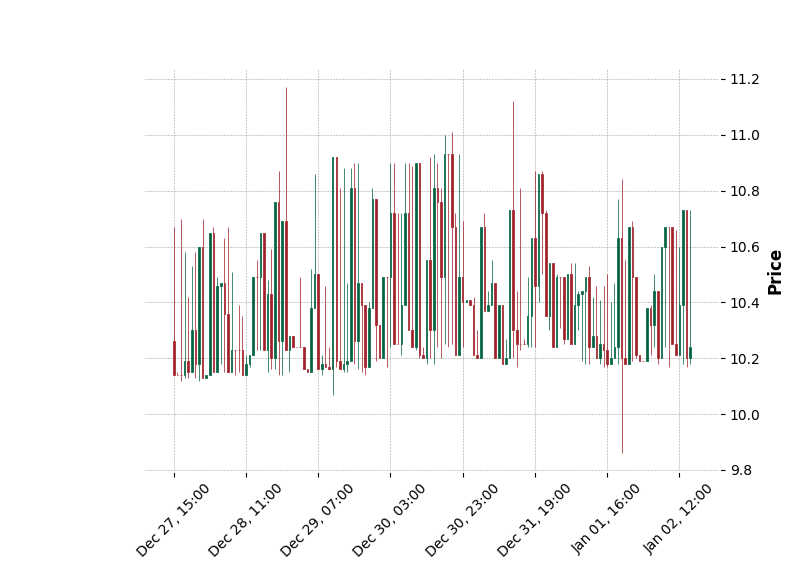 11.2
11.0
10.8
10.6
10.4
10.2
10.0
9.8
Price
Dec 27, 15:00
Dec 28, 11:00
Dec 29, 07:00
Dec 30, 03:00
Dec 30, 23:00
Dec 31, 19:00
Jan 01, 16:00
Jan 02, 12:00